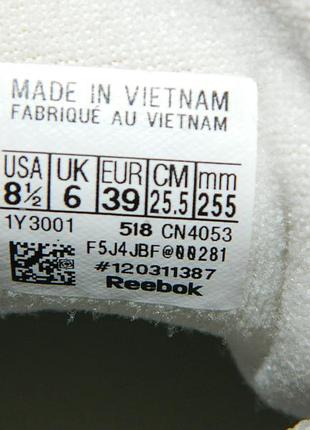 MADE IN VIETNAM
FABRIQUÉ AU VIETNAM
USA UK EUR CM mm
8½ 6 39 25.5 255
1Y3001 518 CN4053
F5J4JBF@00281
#120311387
Reebok